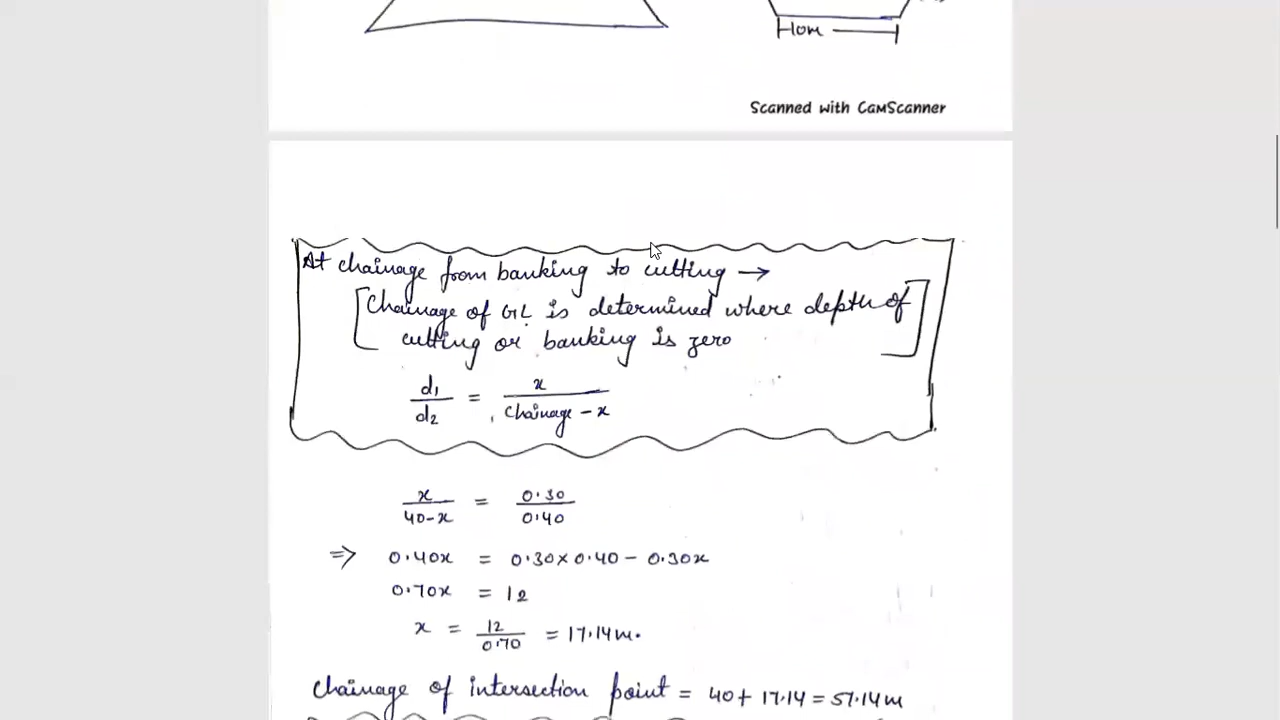 10m
Scanned with CamScanner
At chainage from banking to cutting →
[Chainage of GL is determined where depth of
cutting or banking is zero]
d₁/d₂ = x/(Chainage - x)
x/(40-x) = 0.30/0.40
⇒ 0.40x = 0.30×0.40 - 0.30x
0.70x = 12
x = 12/0.70 = 17.14m.
Chainage of intersection point = 40 + 17.14 = 57.14m